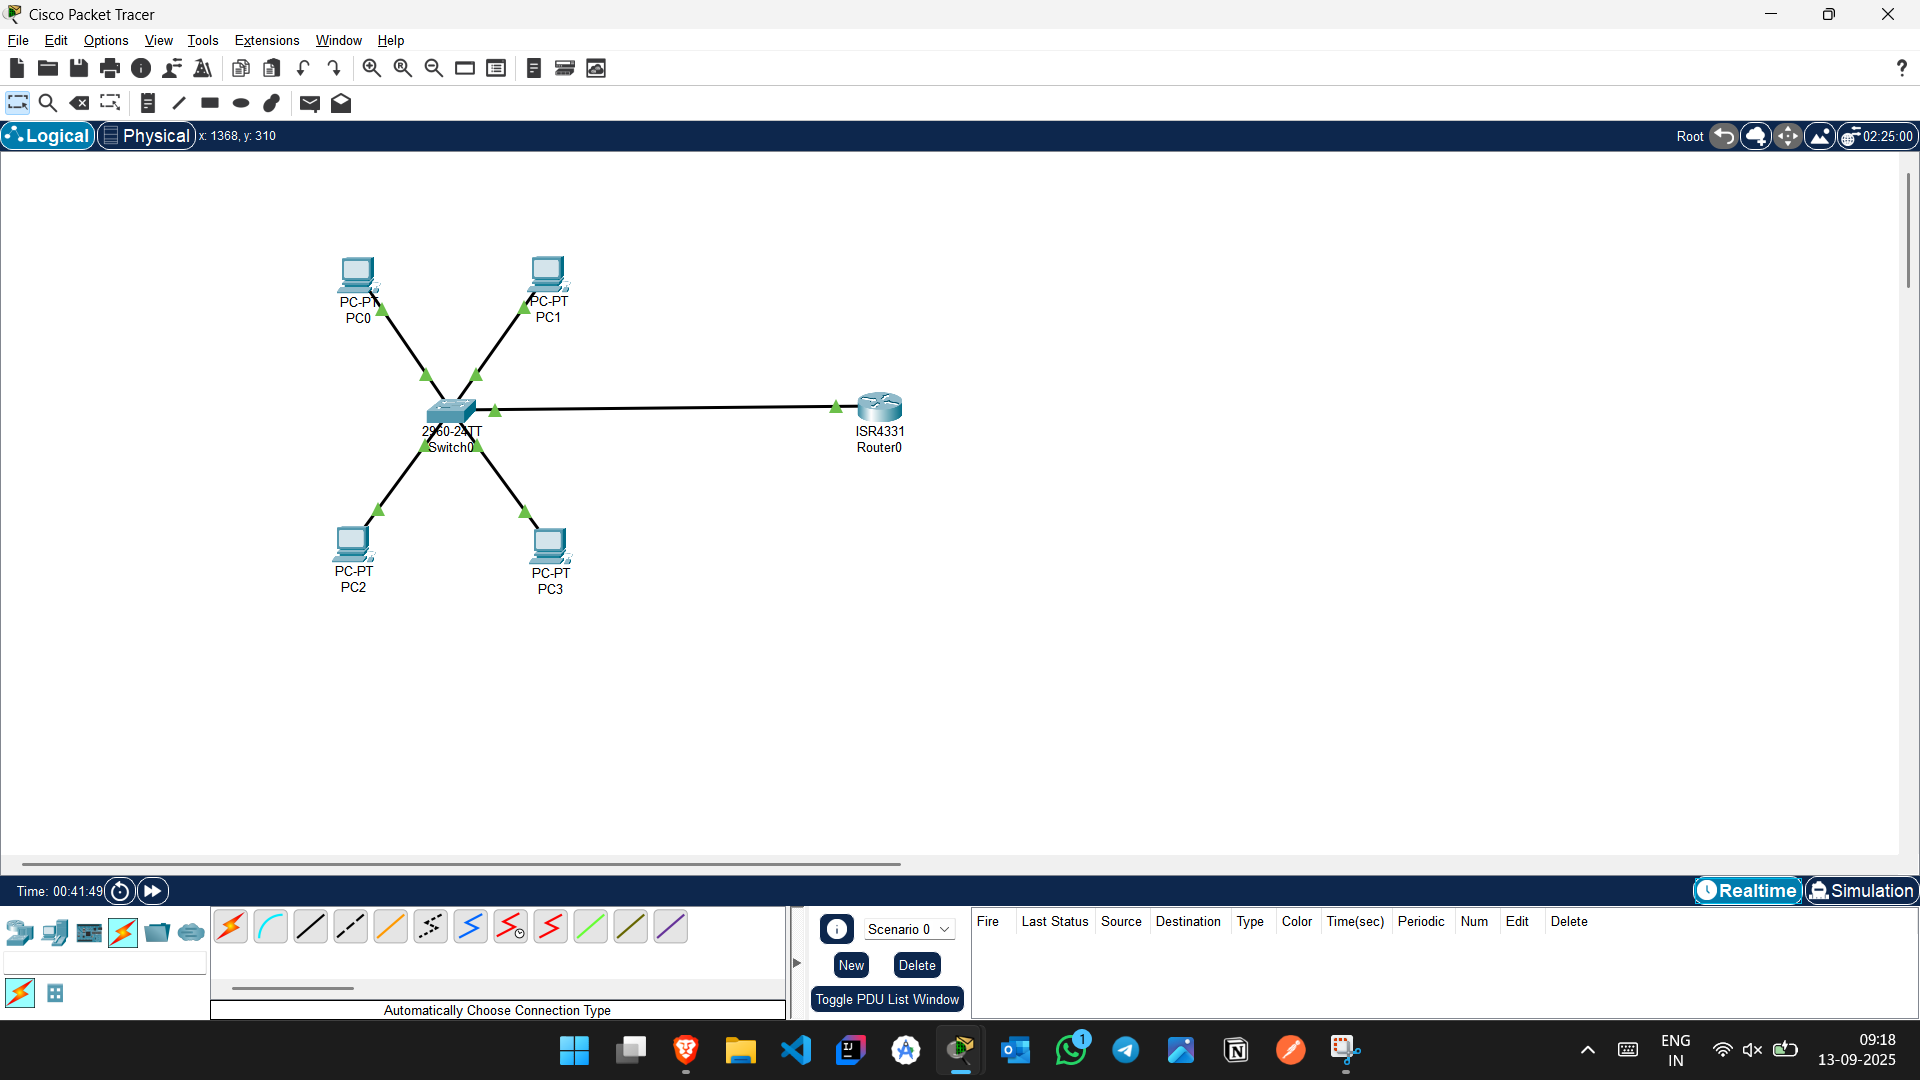 Cisco Packet Tracer
File Edit Options View Tools Extensions Window Help
?
Logical Physical x: 1368, y: 310 Root 02:25:00
PC-PT
PC0
PC-PT
PC1
2960-24TT
Switch0
ISR4331
Router0
PC-PT
PC2
PC-PT
PC3
Time: 00:41:49 Realtime Simulation
Scenario 0
New Delete
Toggle PDU List Window
Fire Last Status Source Destination Type Color Time(sec) Periodic Num Edit Delete
Automatically Choose Connection Type
1
ENG
IN
09:18
13-09-2025